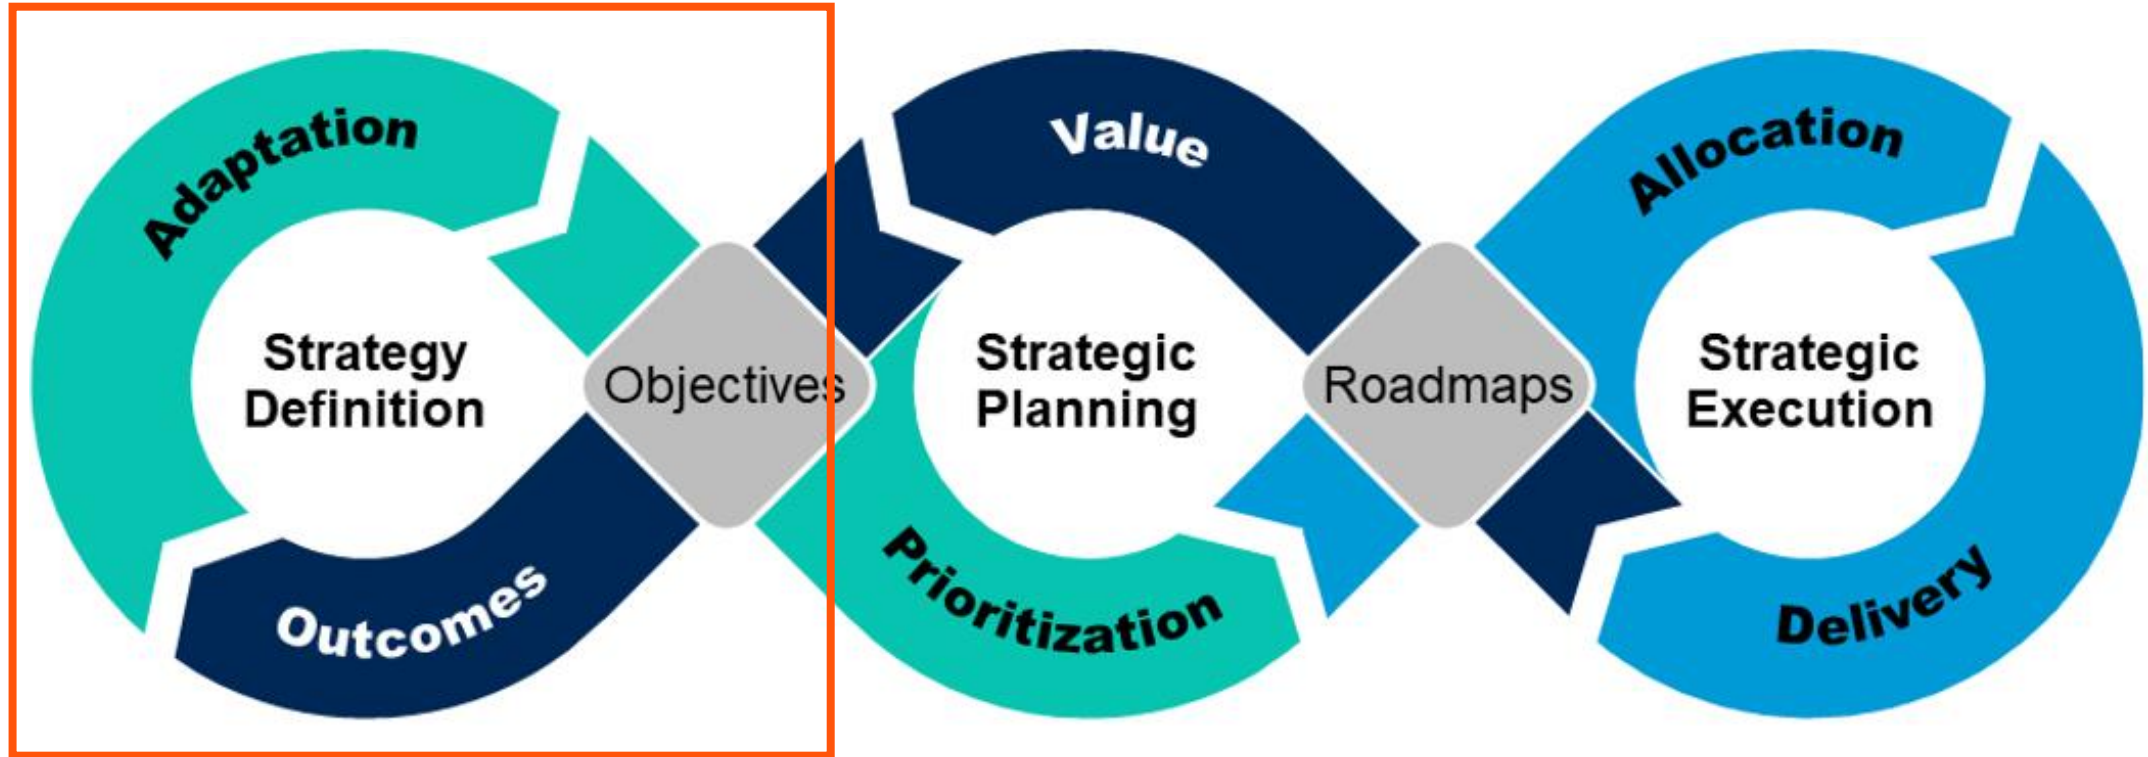 Adaptation
Strategy
Definition
Outcomes
Objectives
Value
Strategic
Planning
Prioritization
Roadmaps
Allocation
Strategic
Execution
Delivery